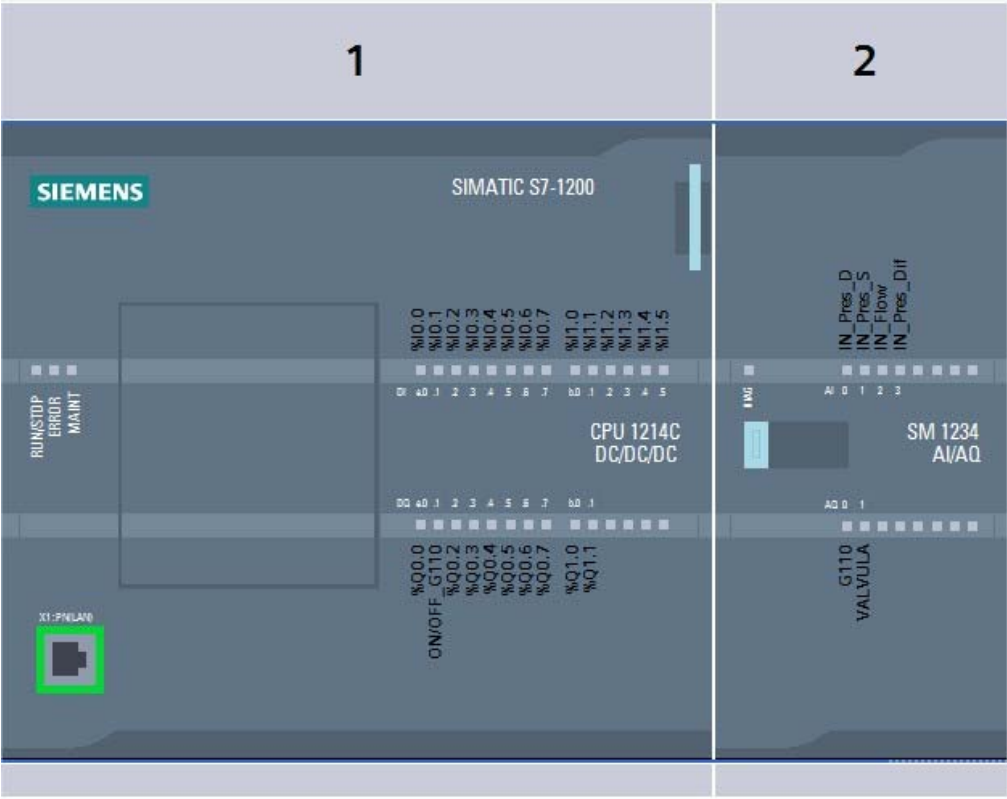 1
2
SIEMENS
SIMATIC S7-1200
%I0.0
%I0.1
%I0.2
%I0.3
%I0.4
%I0.5
%I0.6
%I0.7
%I1.0
%I1.1
%I1.2
%I1.3
%I1.4
%I1.5
IN_Pres_D
IN_Pres_S
IN_Flow
IN_Pres_Dif
RUN/STOP
ERROR
MAINT
DI a.0 .1 .2 .3 .4 .5 .6 .7 b.0 .1 .2 .3 .4 .5
AI 0 1 2 3
CPU 1214C
DC/DC/DC
SM 1234
AI/AQ
DQ a.0 .1 .2 .3 .4 .5 .6 .7 b.0 .1
AQ 0 1
%Q0.0
ON/OFF_G110
%Q0.2
%Q0.3
%Q0.4
%Q0.5
%Q0.6
%Q0.7
%Q1.0
%Q1.1
G110
VALVULA
X1:PN(LAN)